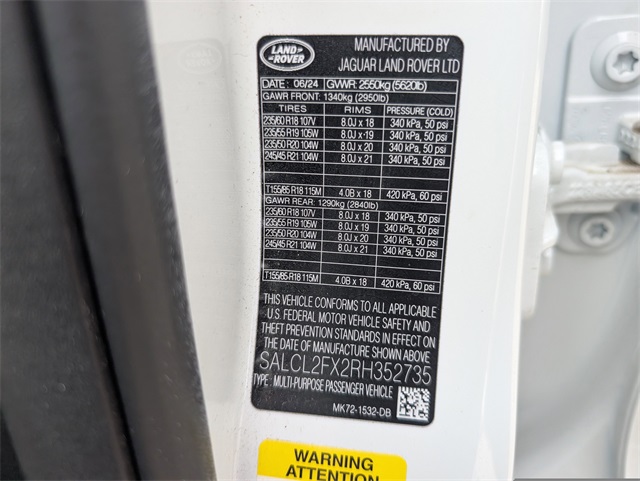 LAND ROVER
MANUFACTURED BY
JAGUAR LAND ROVER LTD
DATE: 06/24 GVWR 2550kg (5620lb)
GAWR FRONT: 1340kg (2950lb)
TIRES RIMS PRESSURE (COLD)
235/60 R18 107V 8.0J x 18 340 kPa, 50 psi
235/55 R19 105W 8.0J x 19 340 kPa, 50 psi
235/50 R20 104W 8.0J x 20 340 kPa, 50 psi
245/45 R21 104W 8.0J x 21 340 kPa, 50 psi
T155/85 R18 115M 4.0B x 18 420 kPa, 60 psi
GAWR REAR: 1290kg (2840lb)
235/60 R18 107V 8.0J x 18 340 kPa, 50 psi
235/55 R19 105W 8.0J x 19 340 kPa, 50 psi
235/50 R20 104W 8.0J x 20 340 kPa, 50 psi
245/45 R21 104W 8.0J x 21 340 kPa, 50 psi
T155/85 R18 115M 4.0B x 18 420 kPa, 60 psi
THIS VEHICLE CONFORMS TO ALL APPLICABLE
U.S. FEDERAL MOTOR VEHICLE SAFETY AND
THEFT PREVENTION STANDARDS IN EFFECT ON
THE DATE OF MANUFACTURE SHOWN ABOVE
SALCL2FX2RH352735
TYPE: MULTI-PURPOSE PASSENGER VEHICLE
MK72-1532-DB
WARNING
ATTENTION